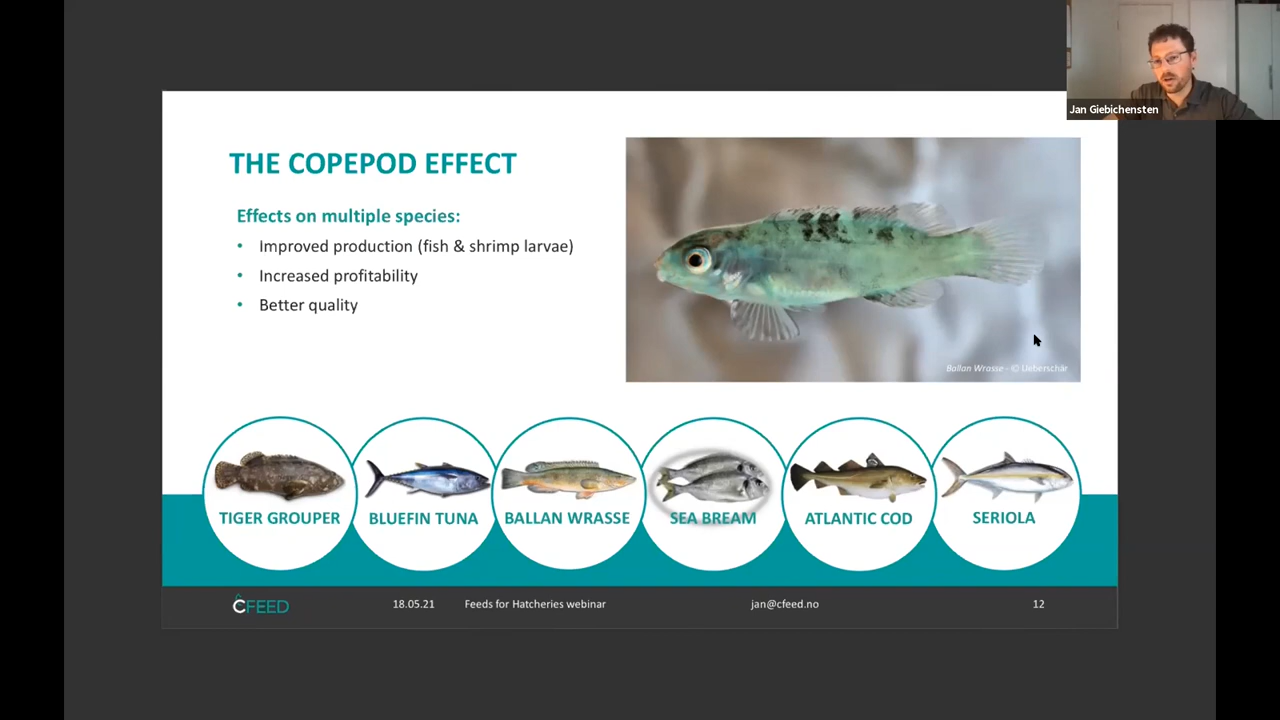 Jan Giebichensten
THE COPEPOD EFFECT
Effects on multiple species:
• Improved production (fish & shrimp larvae)
• Increased profitability
• Better quality
Ballan Wrasse - © Ueberschär
TIGER GROUPER
BLUEFIN TUNA
BALLAN WRASSE
SEA BREAM
ATLANTIC COD
SERIOLA
CFEED
18.05.21
Feeds for Hatcheries webinar
jan@cfeed.no
12